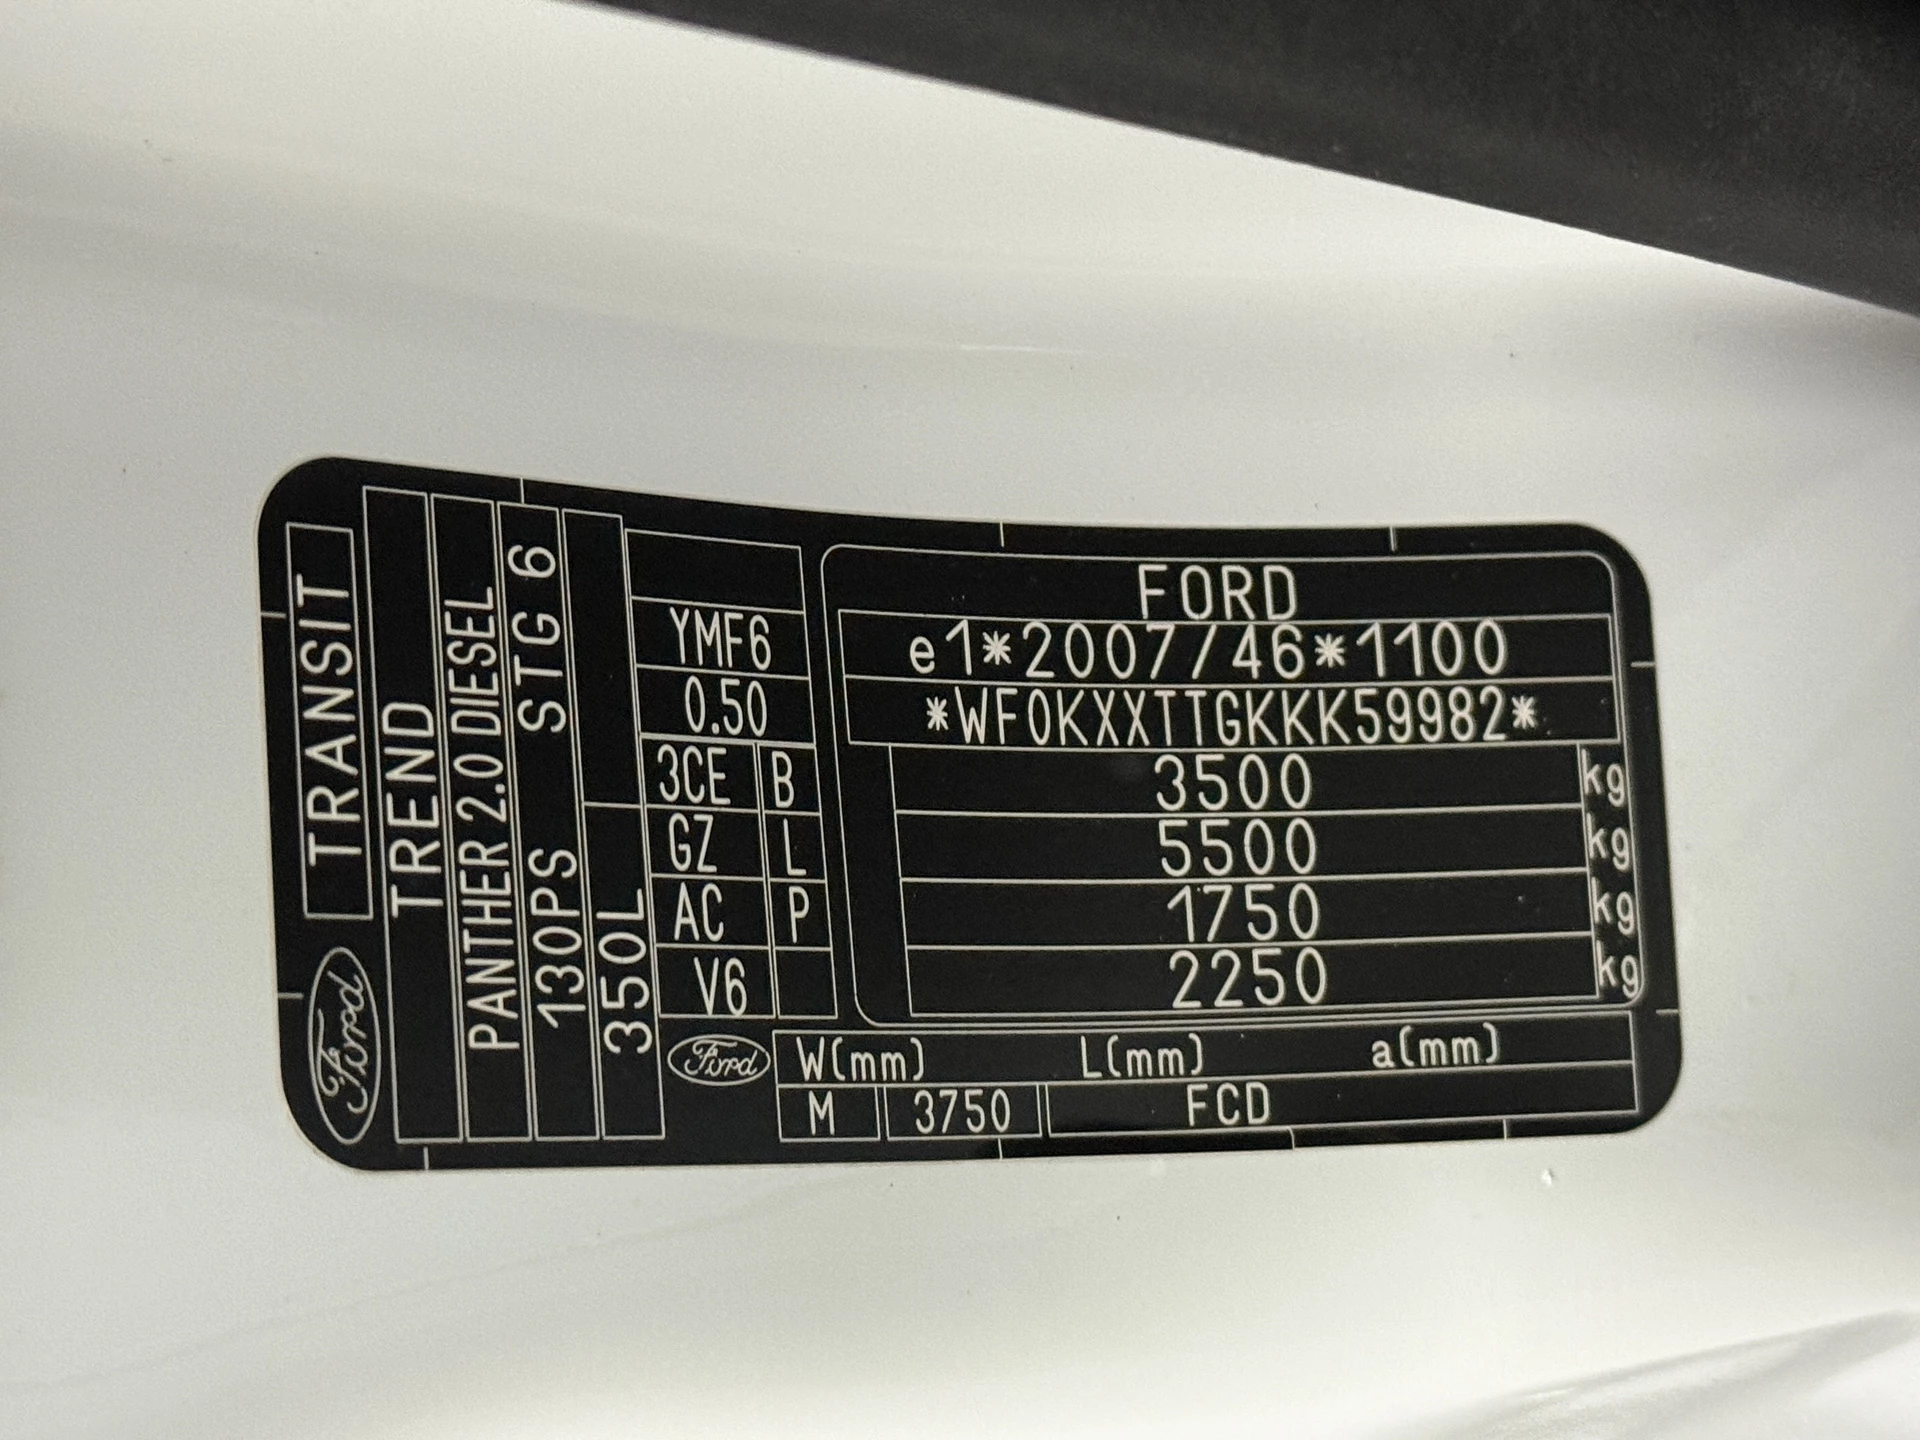 Ford TRANSIT
TREND
PANTHER 2.0 DIESEL
130PS STG 6
350L
YMF6
0.50
3CE B
GZ L
AC P
V6
FORD
e1*2007/46*1100
*WF0KXXTTGKKK59982*
3500 kg
5500 kg
1750 kg
2250 kg
Ford
W(mm) L(mm) a(mm)
M 3750 FCD